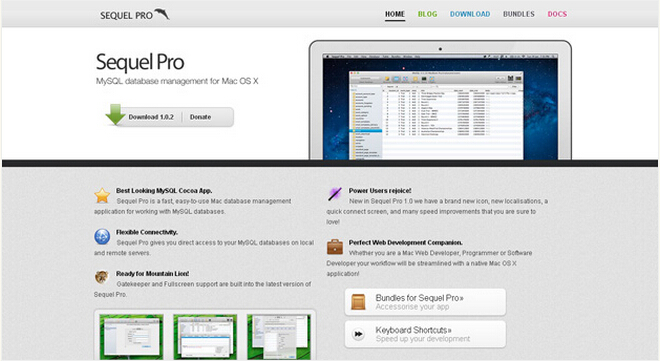 SEQUEL PRO
HOME BLOG DOWNLOAD BUNDLES DOCS
Sequel Pro
MySQL database management for Mac OS X
Download 1.0.2 Donate
Best Looking MySQL Cocoa App.
Sequel Pro is a fast, easy-to-use Mac database management
application for working with MySQL databases.
Flexible Connectivity.
Sequel Pro gives you direct access to your MySQL databases on local
and remote servers.
Ready for Mountain Lion!
Gatekeeper and Fullscreen support are built into the latest version of
Sequel Pro.
Power Users rejoice!
New in Sequel Pro 1.0 we have a brand new icon, new localisations, a
quick connect screen, and many speed improvements that you are sure to
love!
Perfect Web Development Companion.
Whether you are a Mac Web Developer, Programmer or Software
Developer your workflow will be streamlined with a native Mac OS X
application!
Bundles for Sequel Pro»
Accessorise your app
Keyboard Shortcuts»
Speed up your development